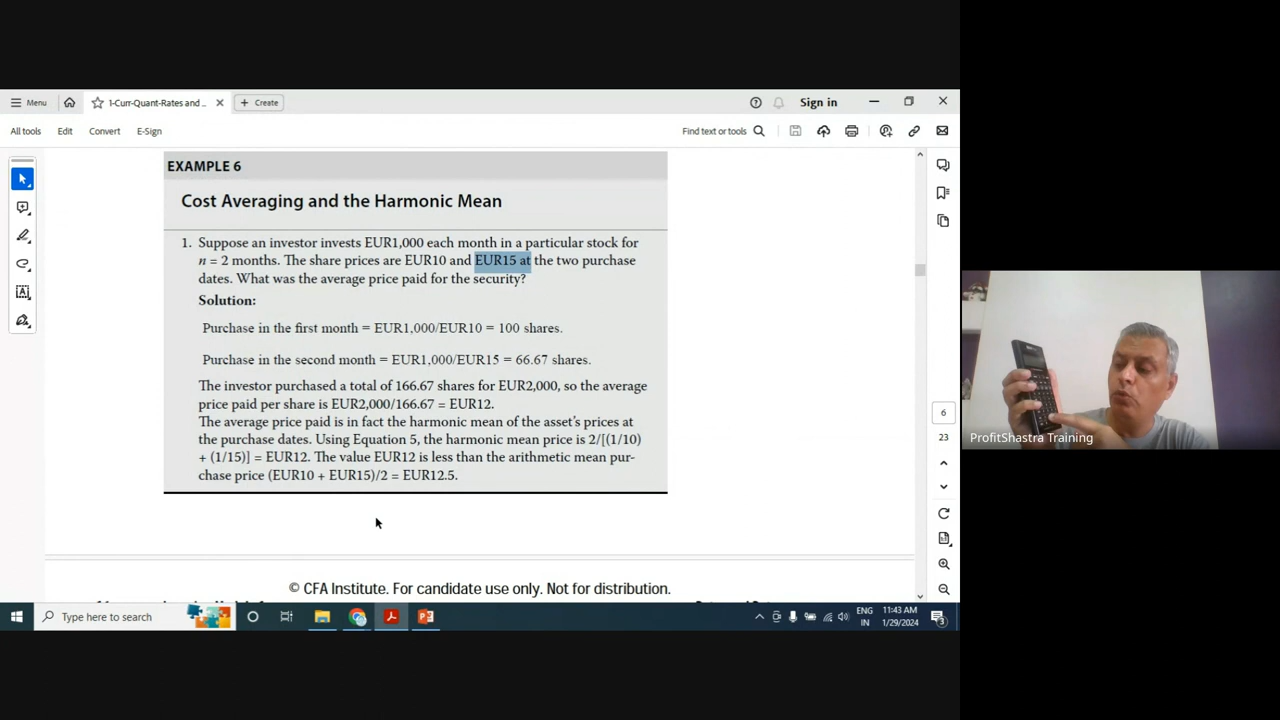 Menu
1-Curr-Quant-Rates and ...
Create
Sign in
All tools
Edit
Convert
E-Sign
Find text or tools
EXAMPLE 6
Cost Averaging and the Harmonic Mean
1. Suppose an investor invests EUR1,000 each month in a particular stock for
n = 2 months. The share prices are EUR10 and EUR15 at the two purchase
dates. What was the average price paid for the security?
Solution:
Purchase in the first month = EUR1,000/EUR10 = 100 shares.
Purchase in the second month = EUR1,000/EUR15 = 66.67 shares.
The investor purchased a total of 166.67 shares for EUR2,000, so the average
price paid per share is EUR2,000/166.67 = EUR12.
The average price paid is in fact the harmonic mean of the asset's prices at
the purchase dates. Using Equation 5, the harmonic mean price is 2/[(1/10)
+ (1/15)] = EUR12. The value EUR12 is less than the arithmetic mean pur-
chase price (EUR10 + EUR15)/2 = EUR12.5.
6
23
© CFA Institute. For candidate use only. Not for distribution.
ProfitShastra Training
Type here to search
ENG
IN
11:43 AM
1/29/2024
3